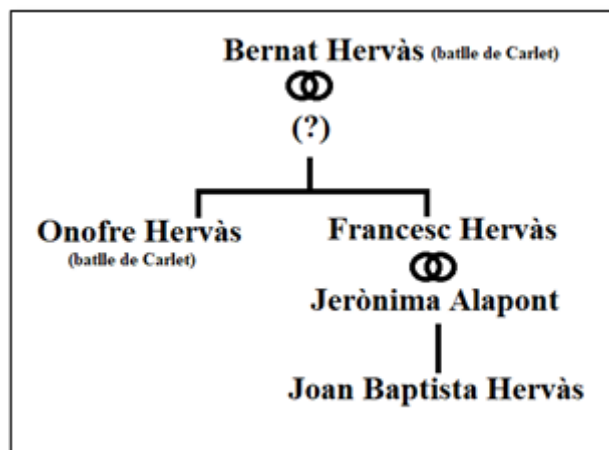 Bernat Hervàs (batlle de Carlet)
(?)
Onofre Hervàs
(batlle de Carlet)
Francesc Hervàs
Jerònima Alapont
Joan Baptista Hervàs